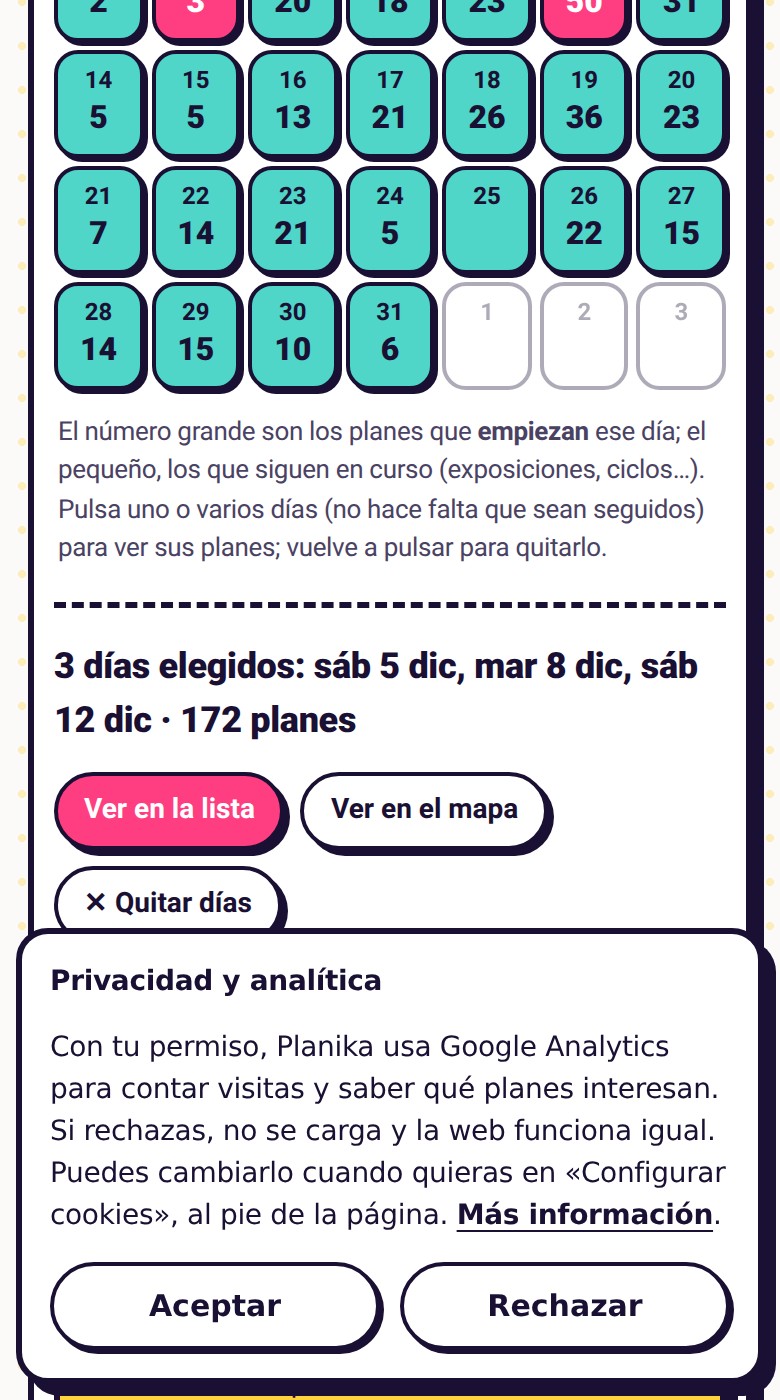 2 3 20 18 23 50 31
14 15 16 17 18 19 20
5 5 13 21 26 36 23
21 22 23 24 25 26 27
7 14 21 5 22 15
28 29 30 31 1 2 3
14 15 10 6
El número grande son los planes que empiezan ese día; el
pequeño, los que siguen en curso (exposiciones, ciclos...).
Pulsa uno o varios días (no hace falta que sean seguidos)
para ver sus planes; vuelve a pulsar para quitarlo.
3 días elegidos: sáb 5 dic, mar 8 dic, sáb
12 dic · 172 planes
Ver en la lista Ver en el mapa
✕ Quitar días
Privacidad y analítica
Con tu permiso, Planika usa Google Analytics
para contar visitas y saber qué planes interesan.
Si rechazas, no se carga y la web funciona igual.
Puedes cambiarlo cuando quieras en «Configurar
cookies», al pie de la página. Más información.
Aceptar Rechazar